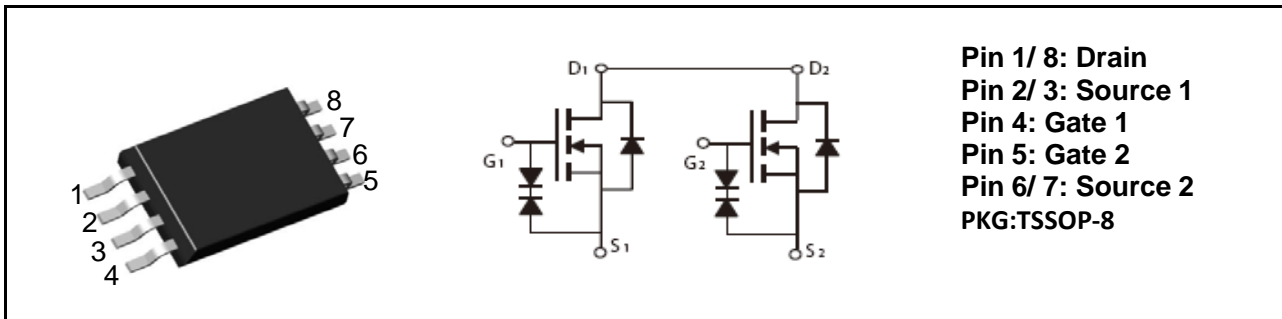 1
2
3
4
8
7
6
5
D1
D2
G1
G2
S1
S2
Pin 1/ 8: Drain
Pin 2/ 3: Source 1
Pin 4: Gate 1
Pin 5: Gate 2
Pin 6/ 7: Source 2
PKG:TSSOP-8